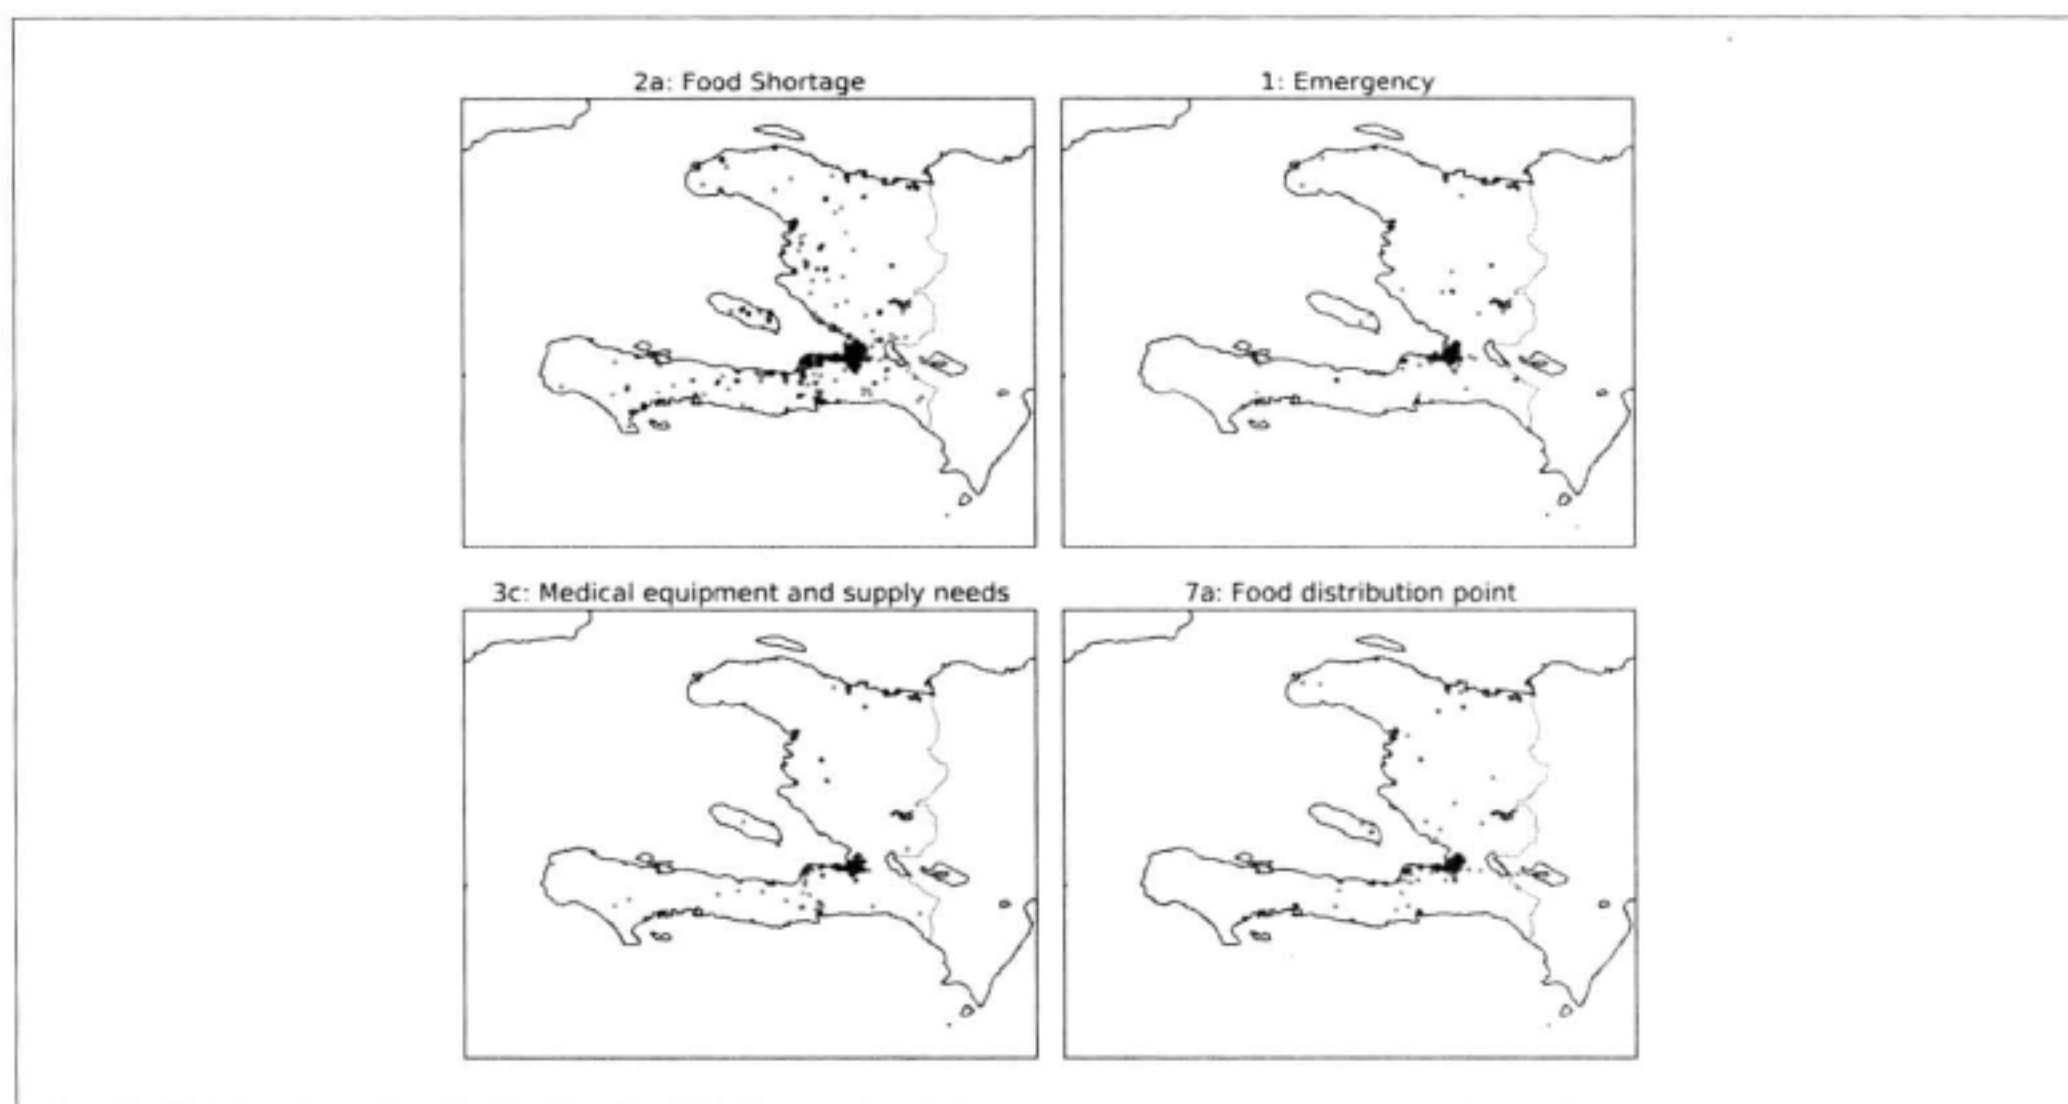 2a: Food Shortage
1: Emergency
3c: Medical equipment and supply needs
7a: Food distribution point